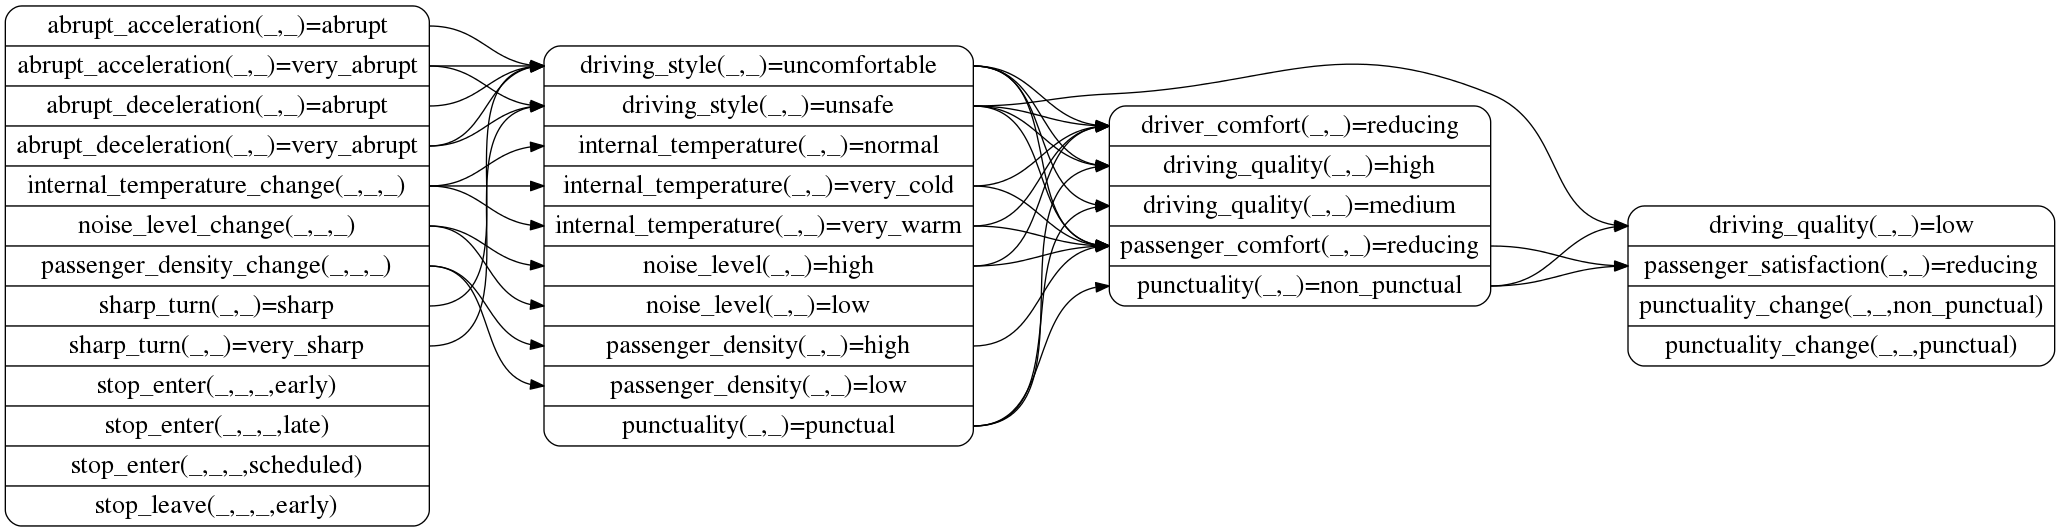 abrupt_acceleration(_,_)=abrupt
abrupt_acceleration(_,_)=very_abrupt
abrupt_deceleration(_,_)=abrupt
abrupt_deceleration(_,_)=very_abrupt
internal_temperature_change(_,_,_)
noise_level_change(_,_,_)
passenger_density_change(_,_,_)
sharp_turn(_,_)=sharp
sharp_turn(_,_)=very_sharp
stop_enter(_,_,_,early)
stop_enter(_,_,_,late)
stop_enter(_,_,_,scheduled)
stop_leave(_,_,_,early)
driving_style(_,_)=uncomfortable
driving_style(_,_)=unsafe
internal_temperature(_,_)=normal
internal_temperature(_,_)=very_cold
internal_temperature(_,_)=very_warm
noise_level(_,_)=high
noise_level(_,_)=low
passenger_density(_,_)=high
passenger_density(_,_)=low
punctuality(_,_)=punctual
driver_comfort(_,_)=reducing
driving_quality(_,_)=high
driving_quality(_,_)=medium
passenger_comfort(_,_)=reducing
punctuality(_,_)=non_punctual
driving_quality(_,_)=low
passenger_satisfaction(_,_)=reducing
punctuality_change(_,_,non_punctual)
punctuality_change(_,_,punctual)